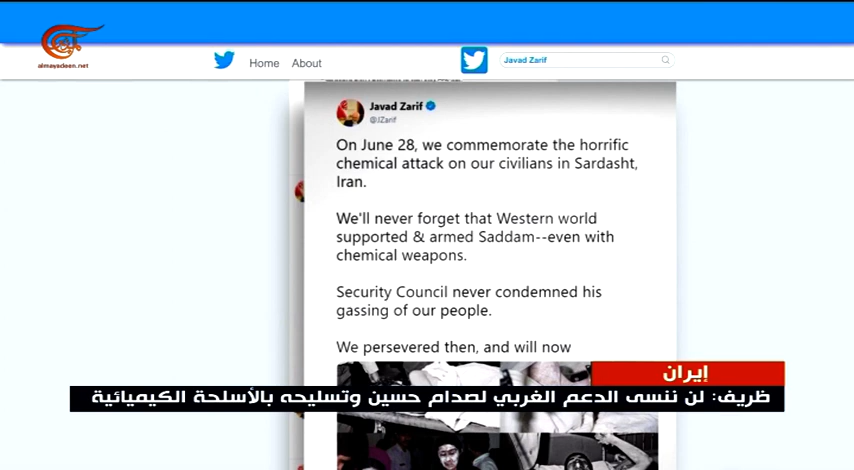 almayadeen.net
Home
About
Javad Zarif
Javad Zarif
@JZarif
On June 28, we commemorate the horrific
chemical attack on our civilians in Sardasht,
Iran.
We'll never forget that Western world
supported & armed Saddam--even with
chemical weapons.
Security Council never condemned his
gassing of our people.
We persevered then, and will now
إيران
ظريف: لن ننسى الدعم الغربي لصدام حسين وتسليحه بالأسلحة الكيميائية